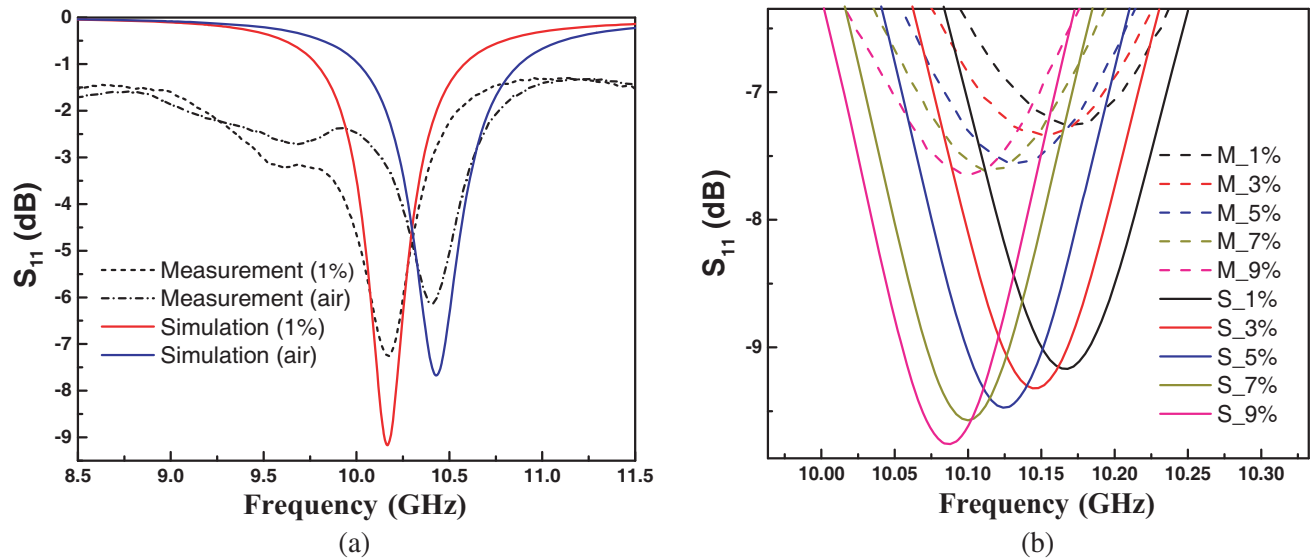 8.5 9.0 9.5 10.0 10.5 11.0 11.5
0
-1
-2
-3
-4
-5
-6
-7
-8
-9
S11 (dB)
Measurement (1%)
Measurement (air)
Simulation (1%)
Simulation (air)
Frequency (GHz)
(a)
-7
-8
-9
S11 (dB)
M_1%
M_3%
M_5%
M_7%
M_9%
S_1%
S_3%
S_5%
S_7%
S_9%
10.00 10.05 10.10 10.15 10.20 10.25 10.30
Frequency (GHz)
(b)